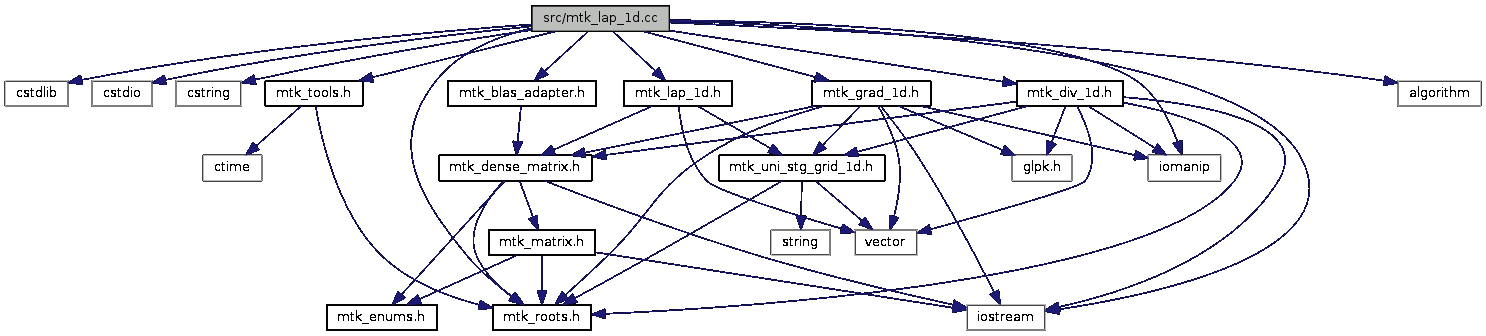 src/mtk_lap_1d.cc
cstdlib
cstdio
cstring
mtk_tools.h
mtk_blas_adapter.h
mtk_lap_1d.h
mtk_grad_1d.h
mtk_div_1d.h
algorithm
ctime
mtk_dense_matrix.h
mtk_uni_stg_grid_1d.h
glpk.h
iomanip
mtk_matrix.h
string
vector
mtk_enums.h
mtk_roots.h
iostream